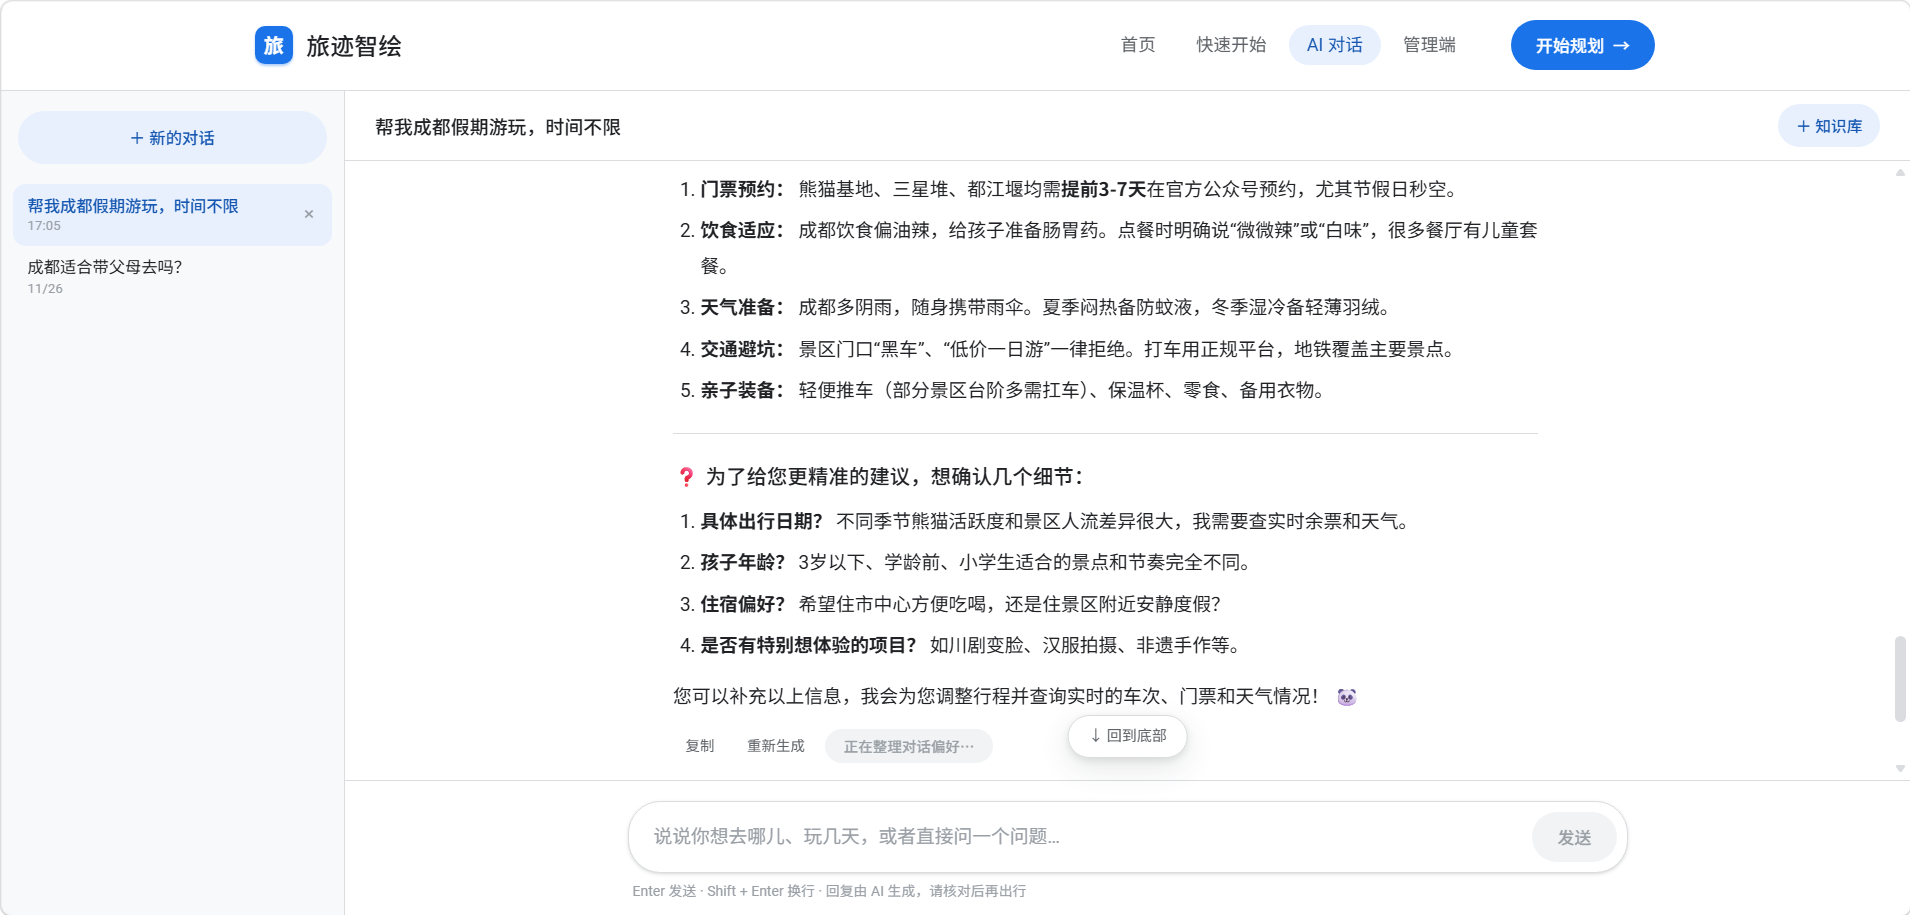 旅 旅迹智绘
首页 快速开始 AI 对话 管理端 开始规划 →
+ 新的对话
帮我成都假期游玩，时间不限 ×
17:05
成都适合带父母去吗？
11/26
帮我成都假期游玩，时间不限
+ 知识库
1. 门票预约： 熊猫基地、三星堆、都江堰均需提前3-7天在官方公众号预约，尤其节假日秒空。
2. 饮食适应： 成都饮食偏油辣，给孩子准备肠胃药。点餐时明确说“微微辣”或“白味”，很多餐厅有儿童套
餐。
3. 天气准备： 成都多阴雨，随身携带雨伞。夏季闷热备防蚊液，冬季湿冷备轻薄羽绒。
4. 交通避坑： 景区门口“黑车”、“低价一日游”一律拒绝。打车用正规平台，地铁覆盖主要景点。
5. 亲子装备： 轻便推车（部分景区台阶多需扛车）、保温杯、零食、备用衣物。
❓ 为了给您更精准的建议，想确认几个细节：
1. 具体出行日期？ 不同季节熊猫活跃度和景区人流差异很大，我需要查实时余票和天气。
2. 孩子年龄？ 3岁以下、学龄前、小学生适合的景点和节奏完全不同。
3. 住宿偏好？ 希望住市中心方便吃喝，还是住景区附近安静度假？
4. 是否有特别想体验的项目？ 如川剧变脸、汉服拍摄、非遗手作等。
您可以补充以上信息，我会为您调整行程并查询实时的车次、门票和天气情况！ 🐼
复制 重新生成 正在整理对话偏好…
↓ 回到底部
说说你想去哪儿、玩几天，或者直接问一个问题...
发送
Enter 发送 · Shift + Enter 换行 · 回复由 AI 生成，请核对后再出行